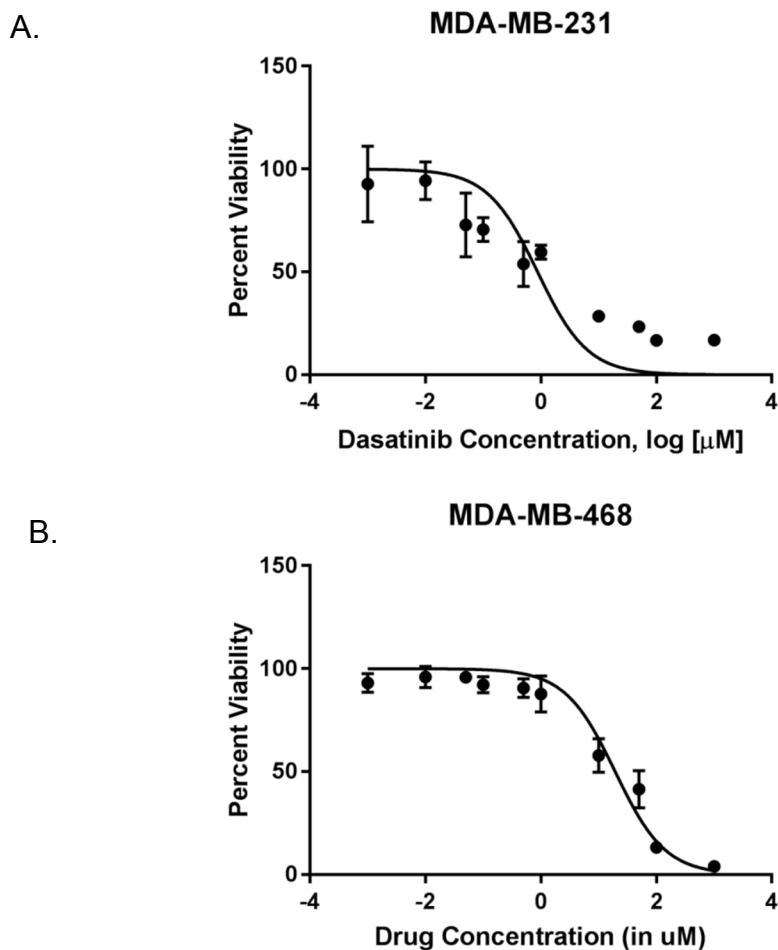 A.
MDA-MB-231
150
100
50
0
Percent Viability
-4 -2 0 2 4
Dasatinib Concentration, log [μM]
B.
MDA-MB-468
150
100
50
0
Percent Viability
-4 -2 0 2 4
Drug Concentration (in uM)